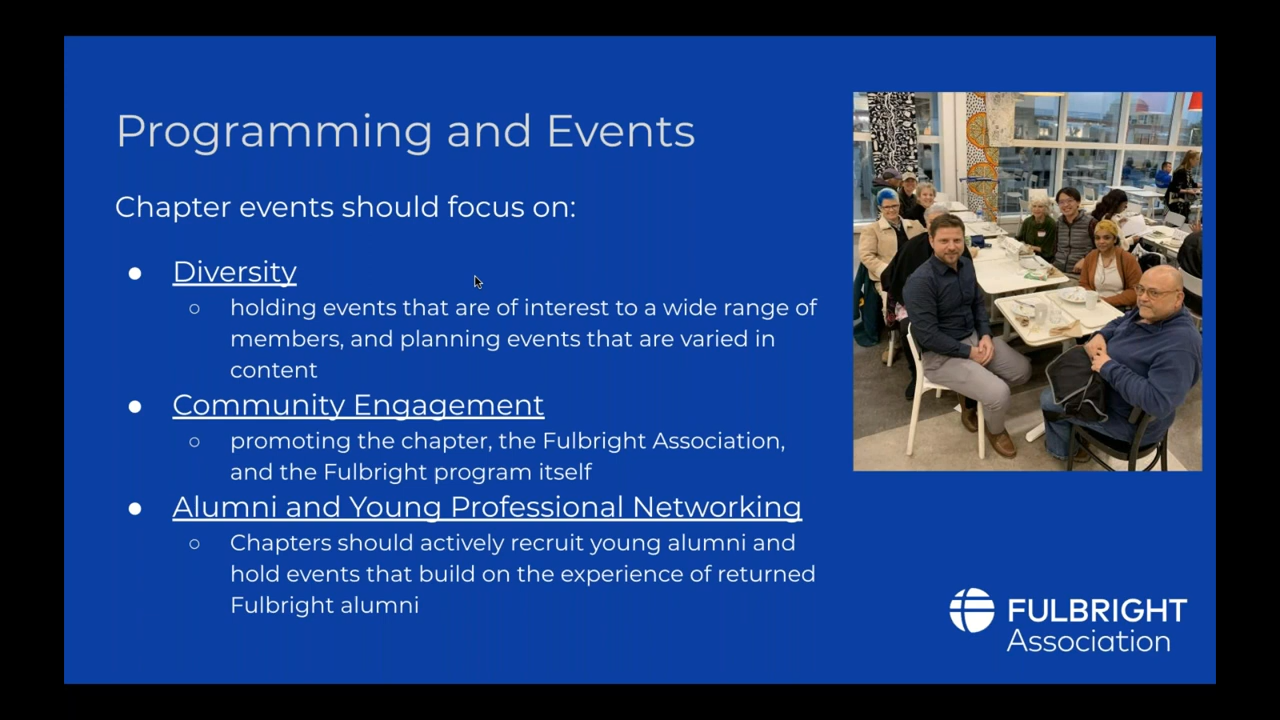 Programming and Events
Chapter events should focus on:
● Diversity
○ holding events that are of interest to a wide range of
members, and planning events that are varied in
content
● Community Engagement
○ promoting the chapter, the Fulbright Association,
and the Fulbright program itself
● Alumni and Young Professional Networking
○ Chapters should actively recruit young alumni and
hold events that build on the experience of returned
Fulbright alumni
FULBRIGHT
Association